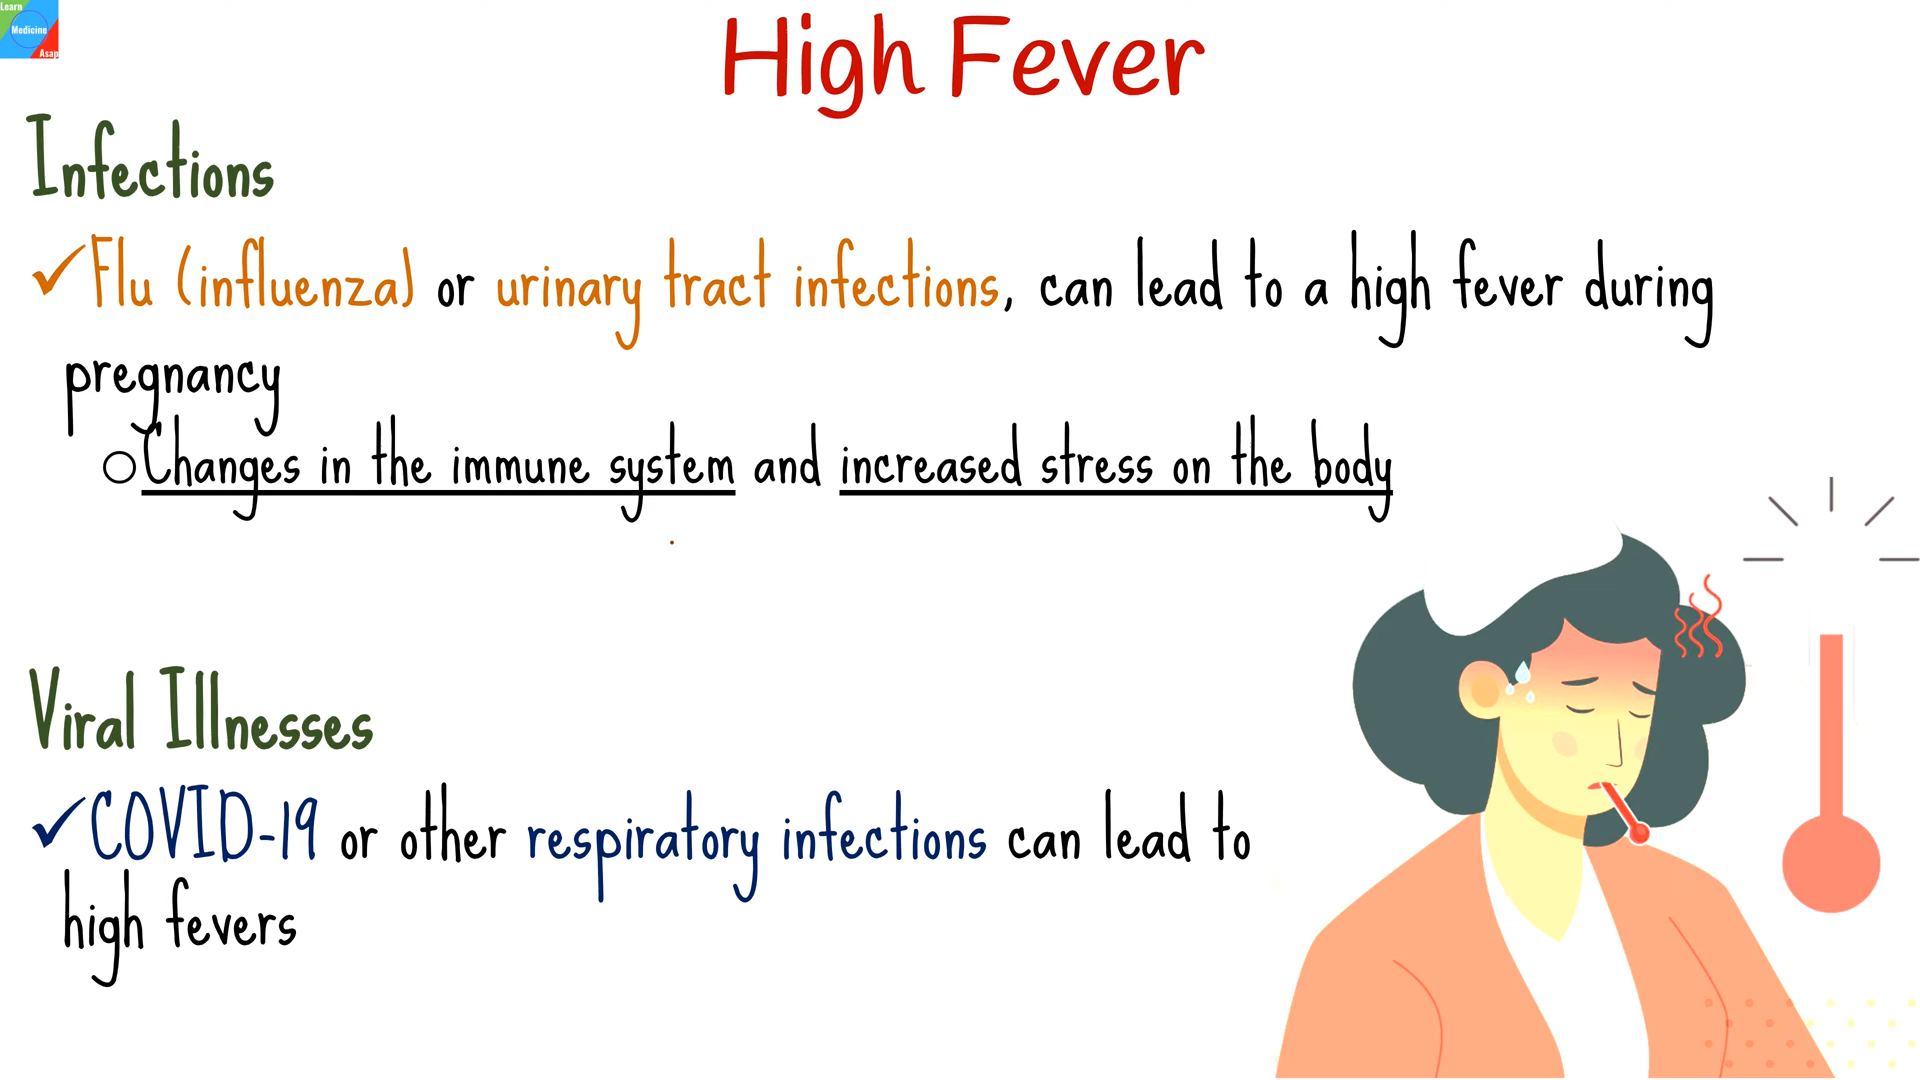 Learn
Medicine
Asap
High Fever
Infections
✓Flu (influenza) or urinary tract infections, can lead to a high fever during
pregnancy
○Changes in the immune system and increased stress on the body
Viral Illnesses
✓COVID-19 or other respiratory infections can lead to
high fevers